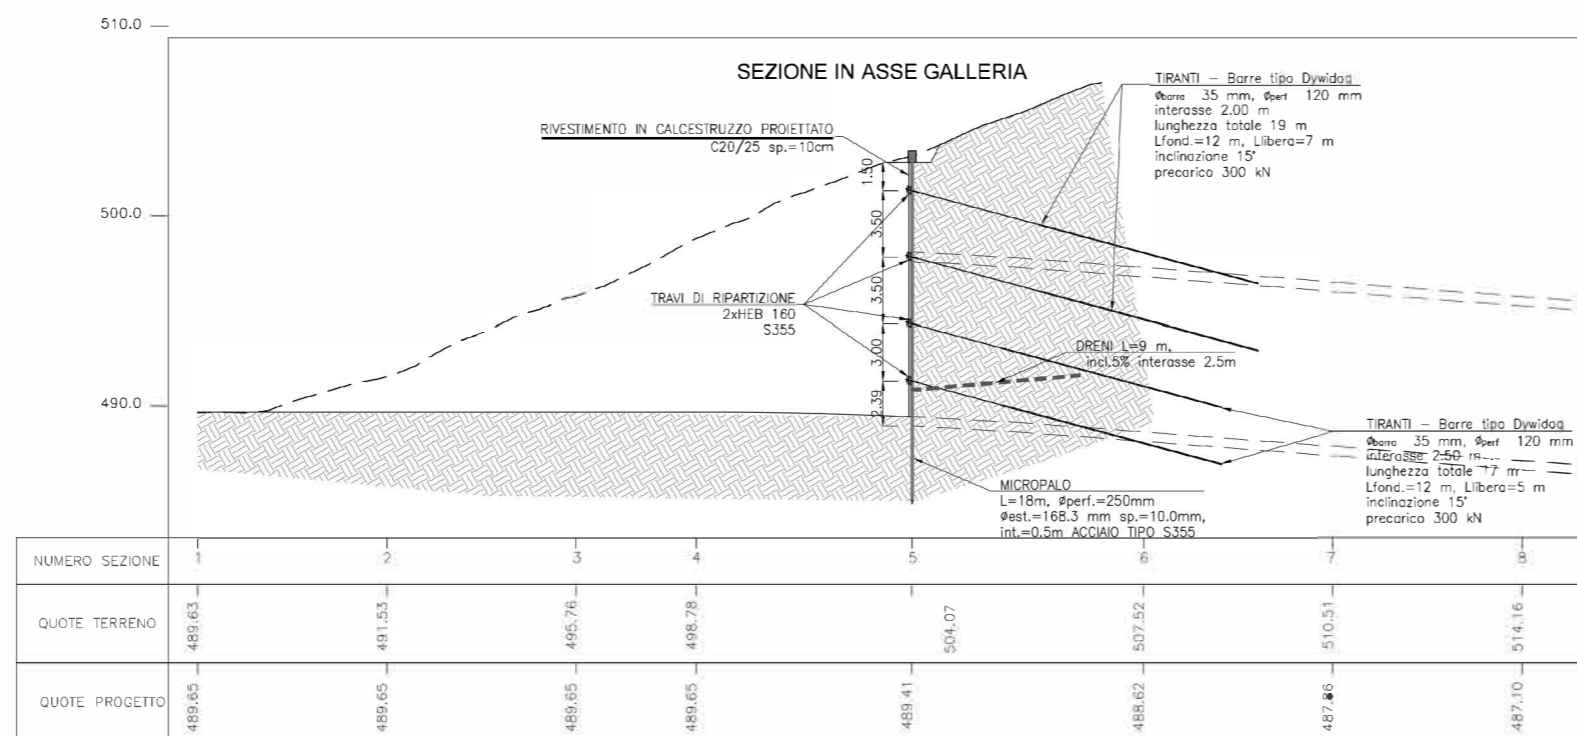 510.0
SEZIONE IN ASSE GALLERIA
TIRANTI – Barre tipo Dywidag
Øbarra 35 mm, Øperf 120 mm
interasse 2.00 m
lunghezza totale 19 m
Lfond.=12 m, Llibera=7 m
inclinazione 15°
precarico 300 kN
RIVESTIMENTO IN CALCESTRUZZO PROIETTATO
C20/25 sp.=10cm
1.50
500.0
3.50
3.50
TRAVI DI RIPARTIZIONE
2xHEB 160
S355
3.00
DRENI L=9 m,
incl.5% interasse 2.5m
490.0
2.39
TIRANTI – Barre tipo Dywidag
Øbarra 35 mm, Øperf 120 mm
interasse 2.50 m
lunghezza totale 17 m
Lfond.=12 m, Llibera=5 m
inclinazione 15°
precarico 300 kN
MICROPALO
L=18m, Øperf.=250mm
Øest.=168.3 mm sp.=10.0mm,
int.=0.5m ACCIAIO TIPO S355
NUMERO SEZIONE 1 2 3 4 5 6 7 8
QUOTE TERRENO 489.63 491.53 495.76 498.78 504.07 507.52 510.51 514.16
QUOTE PROGETTO 489.65 489.65 489.65 489.65 489.41 488.62 487.86 487.10